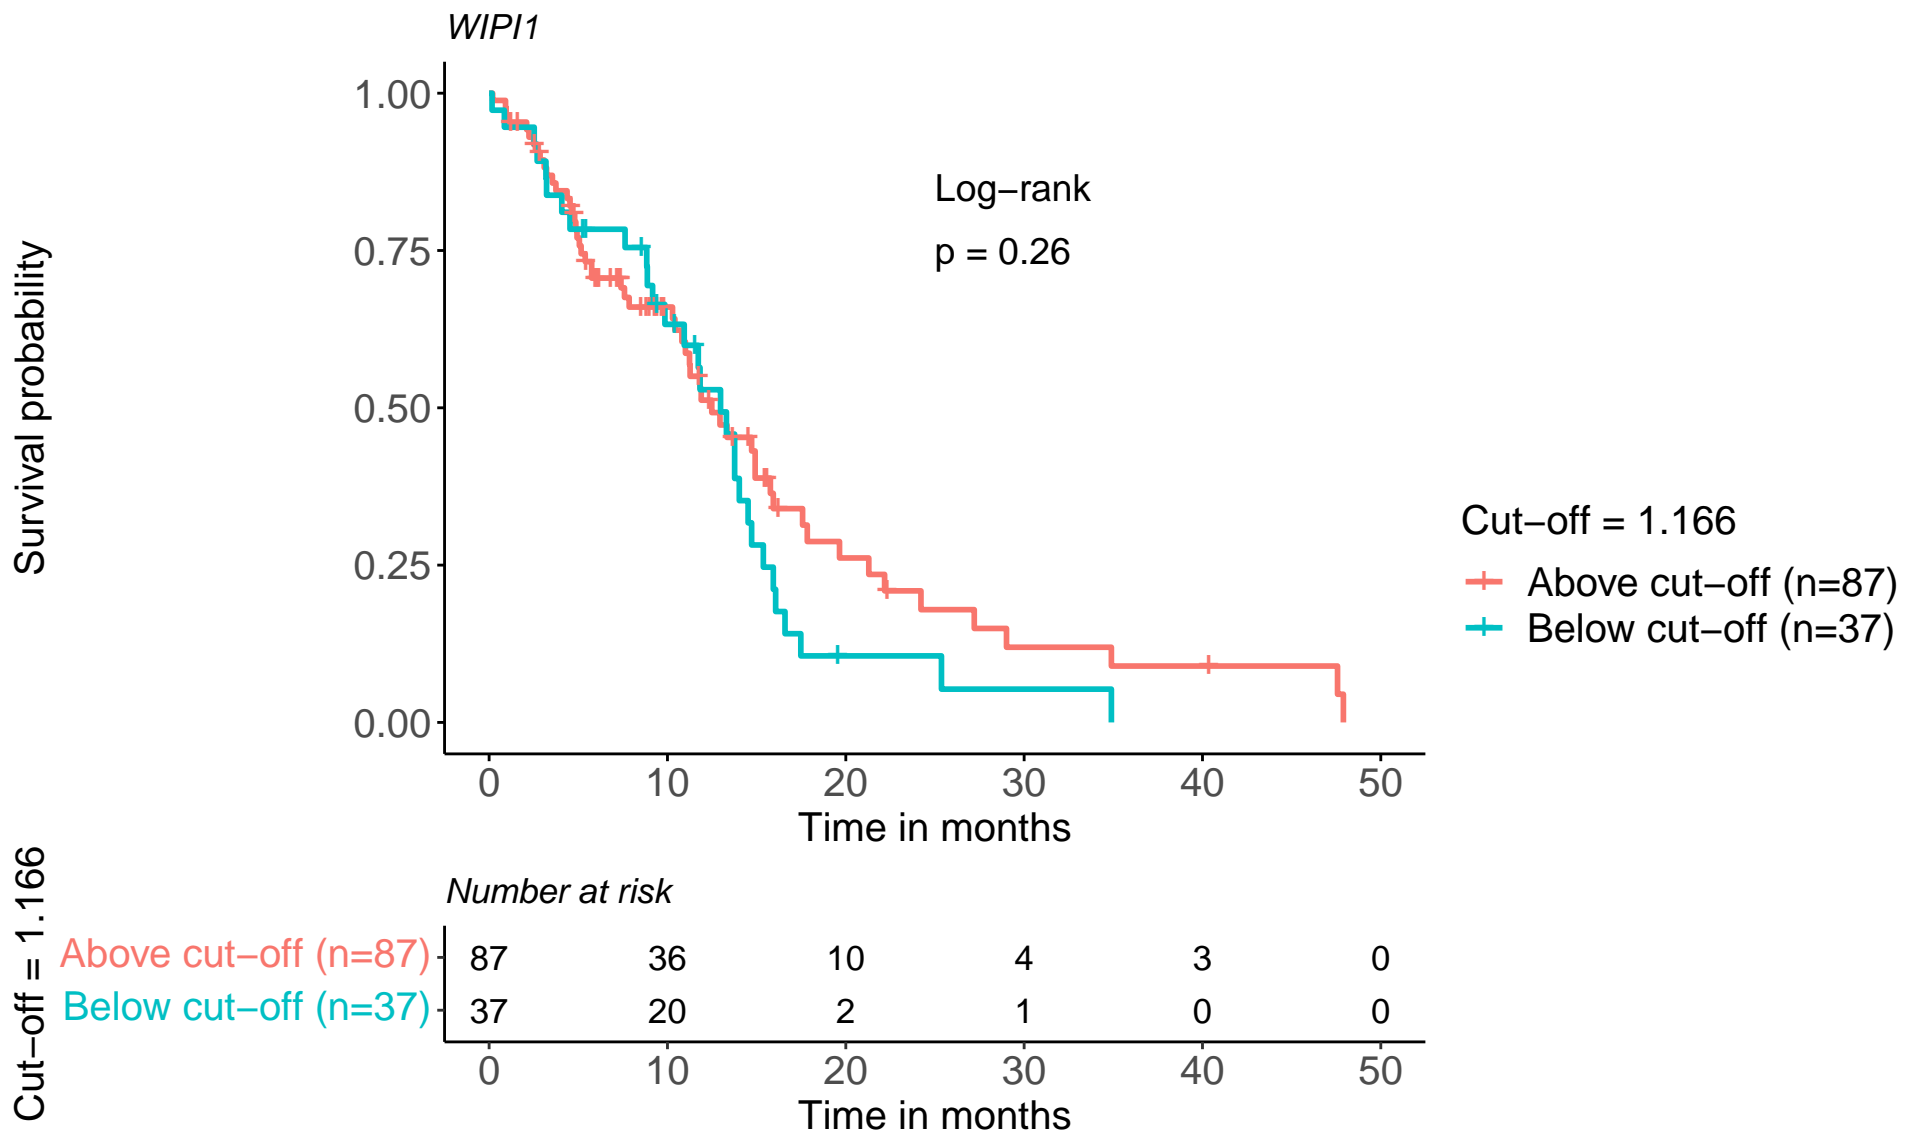 WIPI1
Survival probability
1.00
0.75
0.50
0.25
0.00
Log−rank
p = 0.26
0 10 20 30 40 50
Time in months
Cut−off = 1.166
Above cut−off (n=87)
Below cut−off (n=37)
Number at risk
Cut−off = 1.166
Above cut−off (n=87) 87 36 10 4 3 0
Below cut−off (n=37) 37 20 2 1 0 0
0 10 20 30 40 50
Time in months